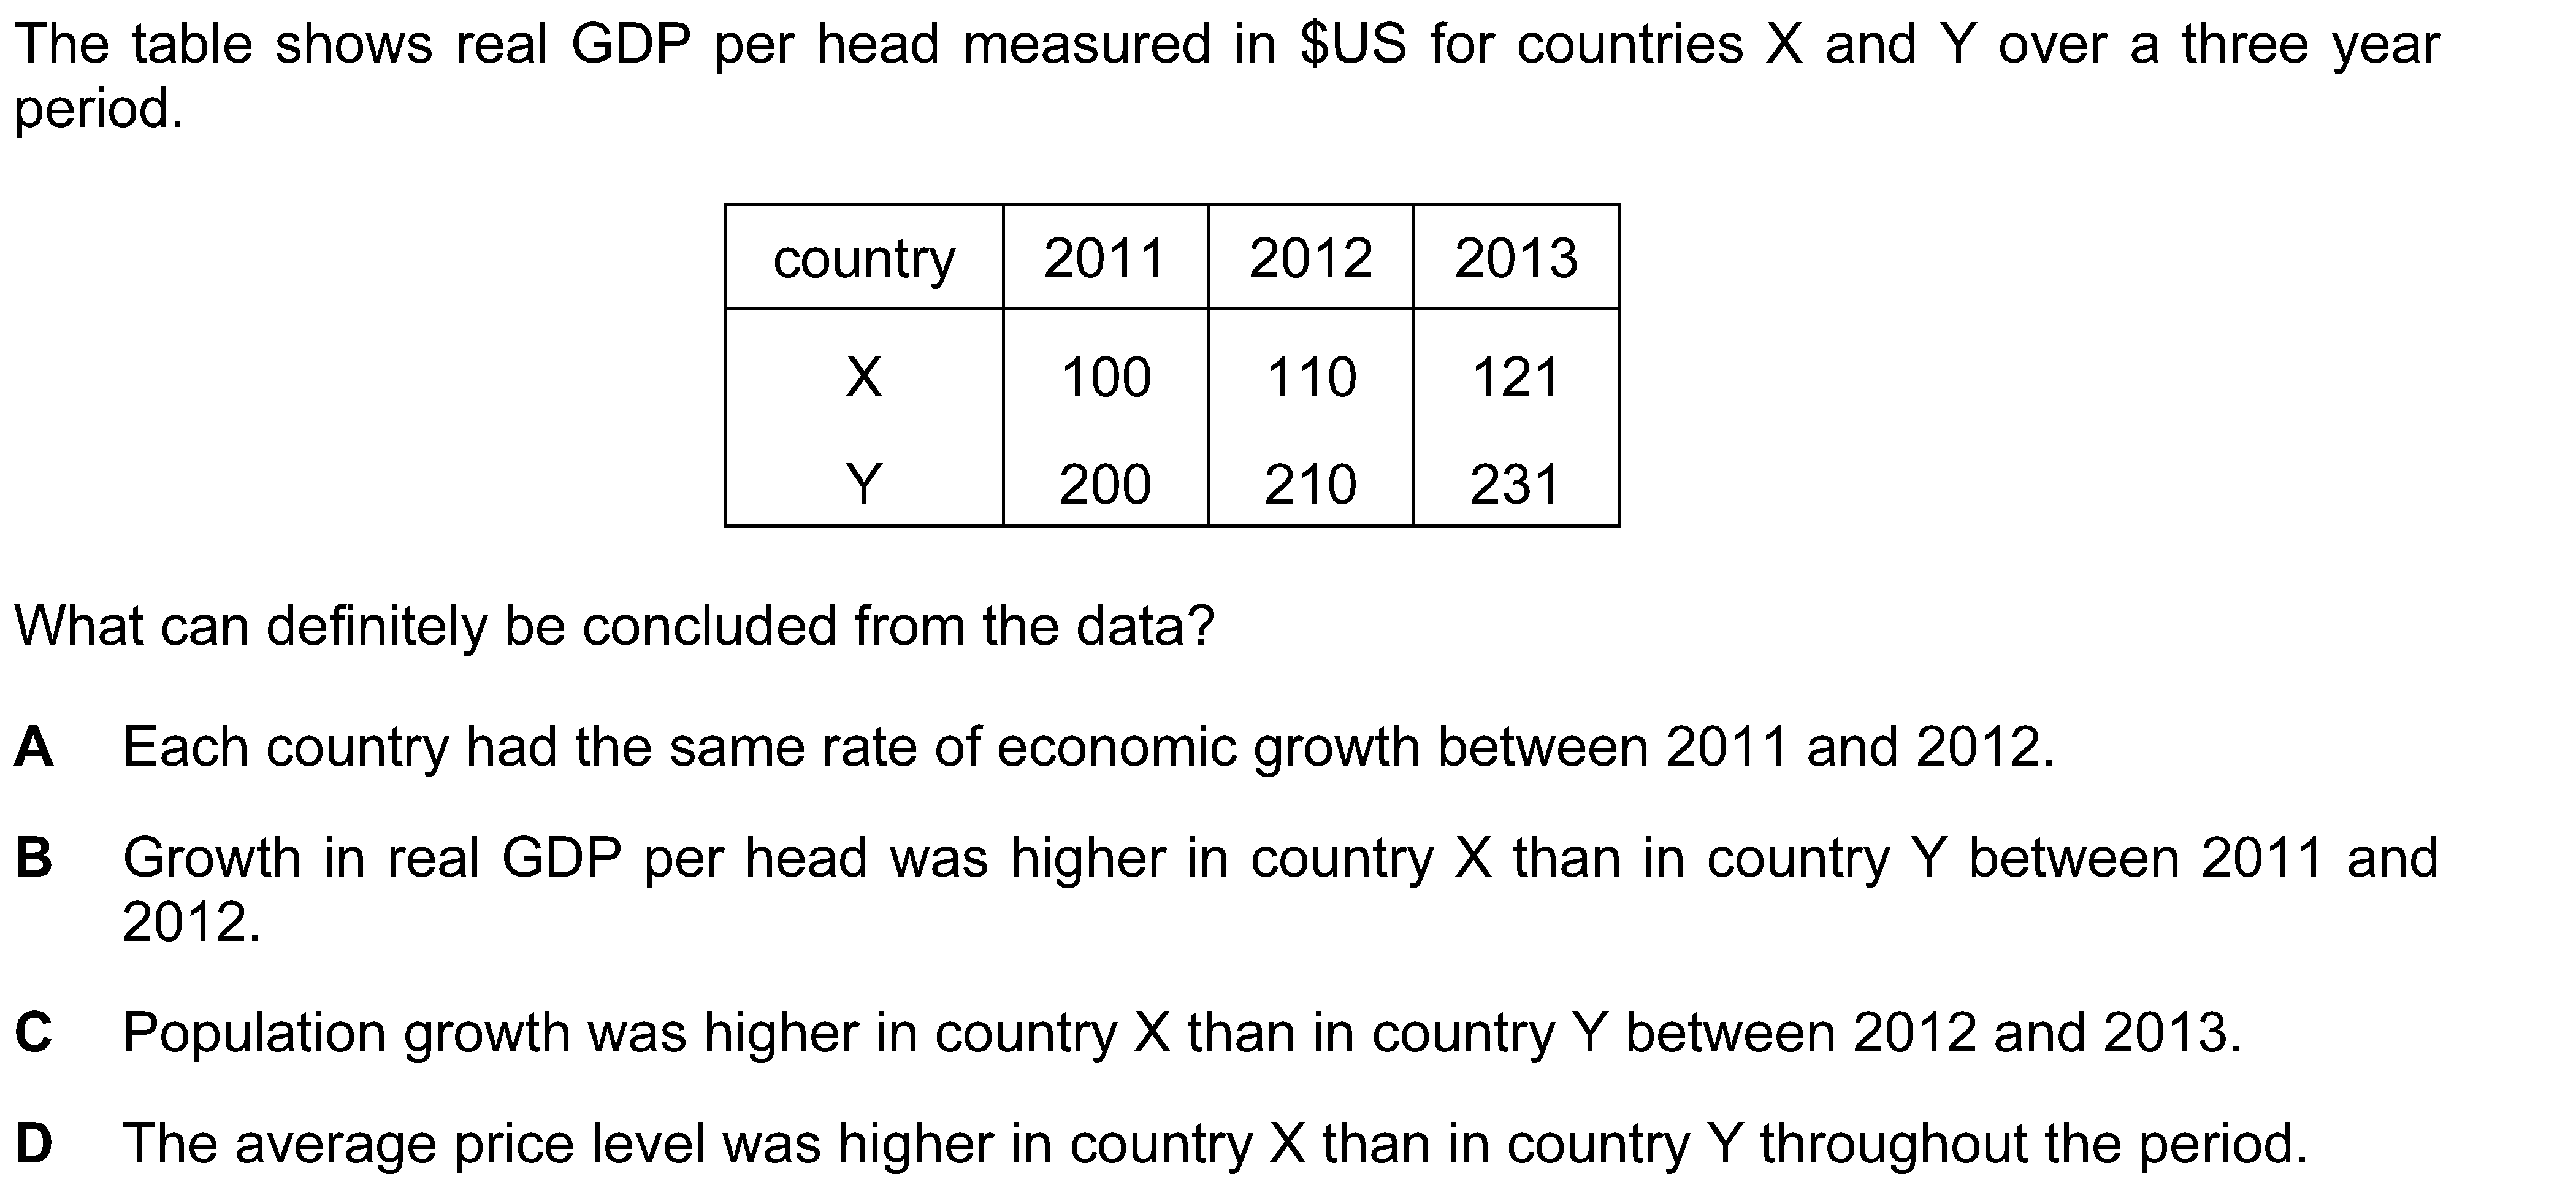 The table shows real GDP per head measured in $US for countries X and Y over a three year
period.
country 2011 2012 2013
X 100 110 121
Y 200 210 231
What can definitely be concluded from the data?
A Each country had the same rate of economic growth between 2011 and 2012.
B Growth in real GDP per head was higher in country X than in country Y between 2011 and
2012.
C Population growth was higher in country X than in country Y between 2012 and 2013.
D The average price level was higher in country X than in country Y throughout the period.